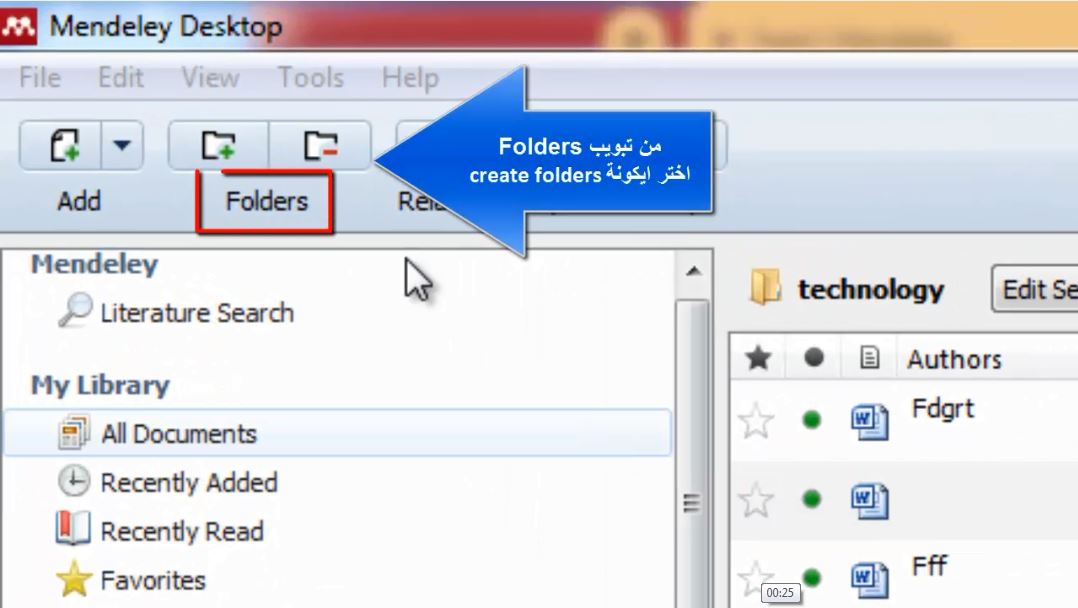 Mendeley Desktop
File Edit View Tools Help
من تبويب Folders
اختر ايكونة create folders
Add Folders
Mendeley
Literature Search
technology
Edit Se
My Library
Authors
All Documents
Fdgrt
Recently Added
Recently Read
Fff
Favorites
00:25